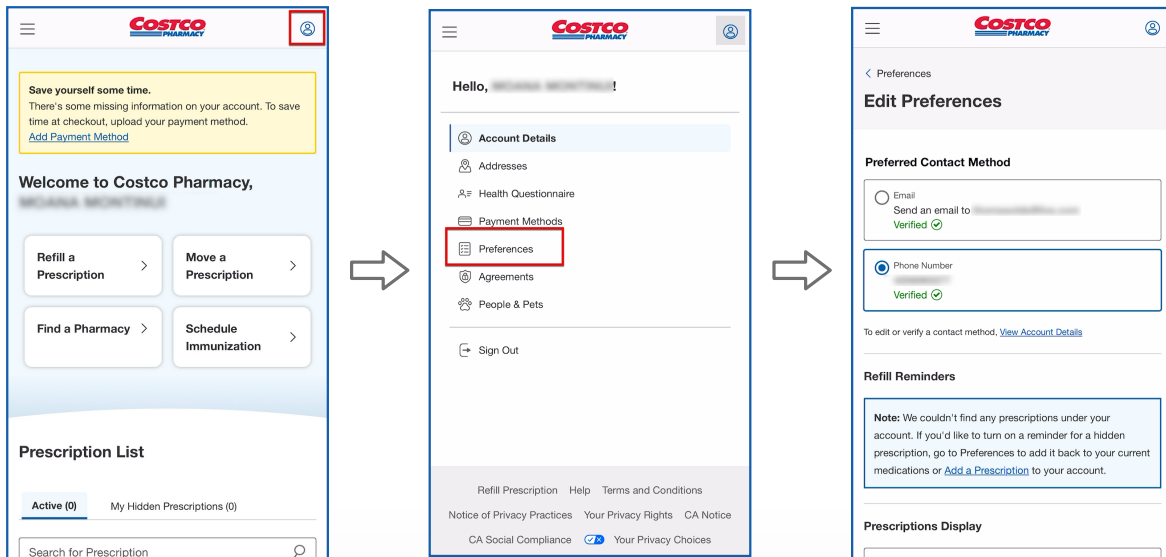 COSTCO
PHARMACY
Save yourself some time.
There's some missing information on your account. To save
time at checkout, upload your payment method.
Add Payment Method
Welcome to Costco Pharmacy,
Refill a
Prescription
Move a
Prescription
Find a Pharmacy
Schedule
Immunization
Prescription List
Active (0)
My Hidden Prescriptions (0)
Search for Prescription
COSTCO
PHARMACY
Hello, !
Account Details
Addresses
Health Questionnaire
Payment Methods
Preferences
Agreements
People & Pets
Sign Out
Refill Prescription Help Terms and Conditions
Notice of Privacy Practices Your Privacy Rights CA Notice
CA Social Compliance Your Privacy Choices
COSTCO
PHARMACY
Preferences
Edit Preferences
Preferred Contact Method
Email
Send an email to
Verified
Phone Number
Verified
To edit or verify a contact method, View Account Details
Refill Reminders
Note: We couldn't find any prescriptions under your
account. If you'd like to turn on a reminder for a hidden
prescription, go to Preferences to add it back to your current
medications or Add a Prescription to your account.
Prescriptions Display